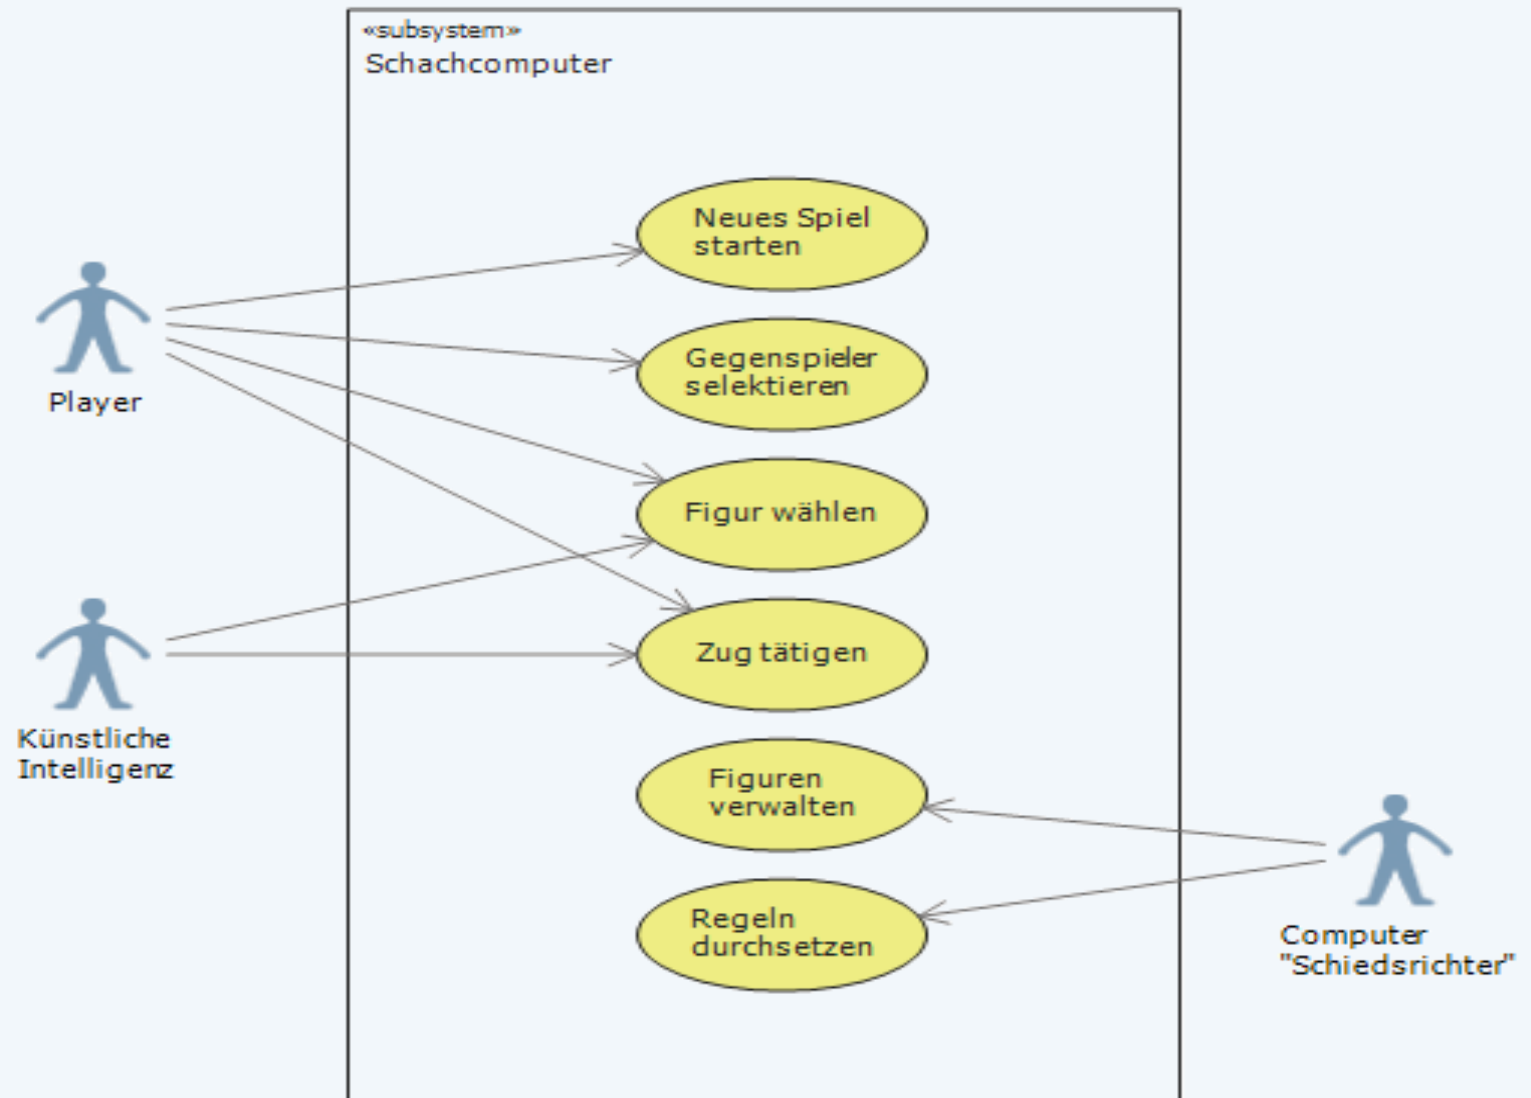 «subsystem»
Schachcomputer
Neues Spiel
starten
Gegenspieler
selektieren
Player
Figur wählen
Zug tätigen
Künstliche
Intelligenz
Figuren
verwalten
Regeln
durchsetzen
Computer
"Schiedsrichter"